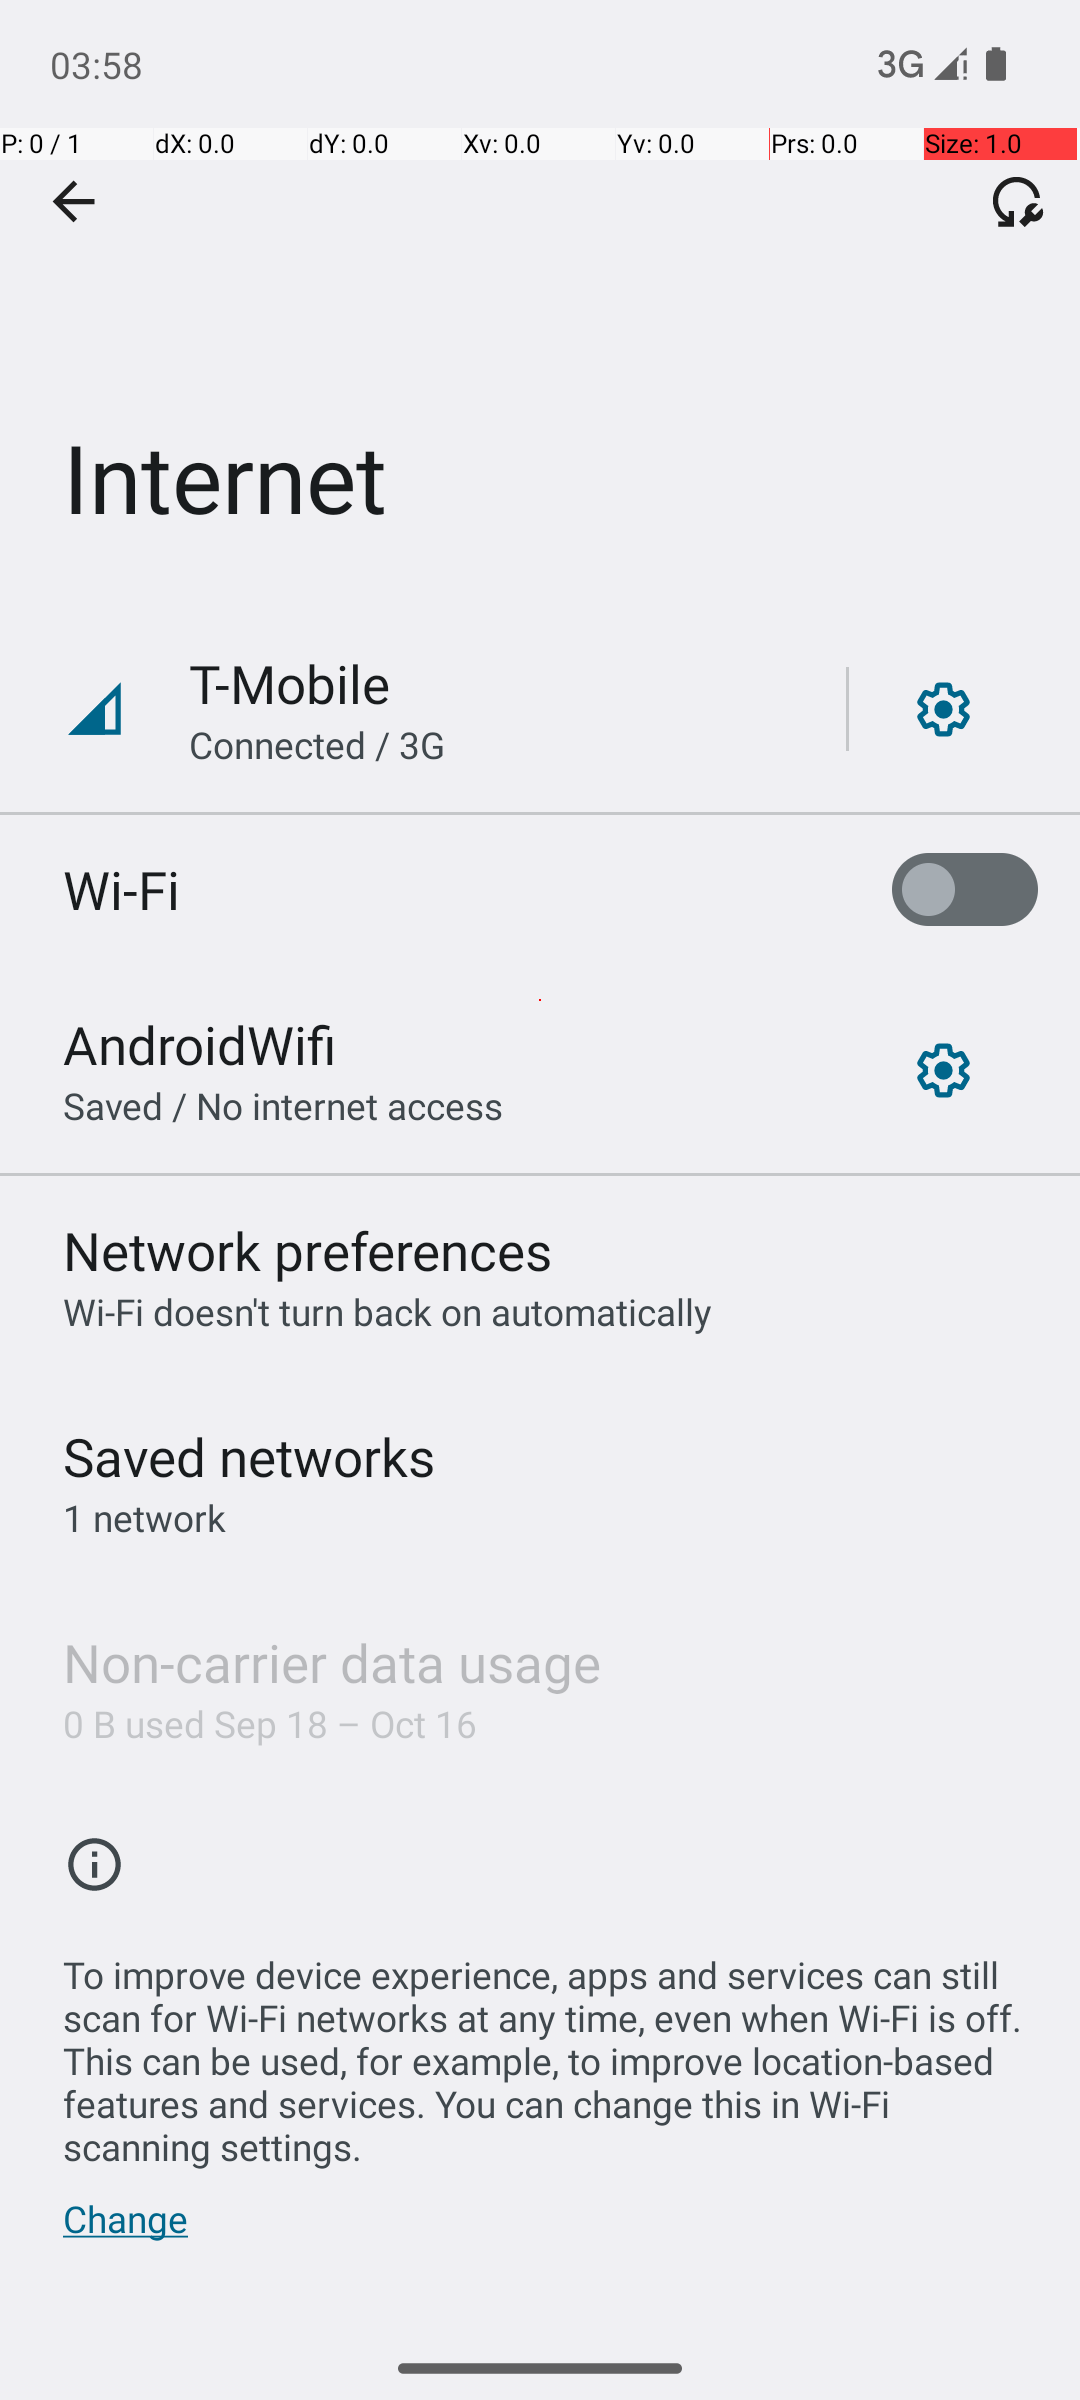 03:58
3G
P: 0 / 1 dX: 0.0 dY: 0.0 Xv: 0.0 Yv: 0.0 Prs: 0.0 Size: 1.0
Internet
T-Mobile
Connected / 3G
Wi-Fi
AndroidWifi
Saved / No internet access
Network preferences
Wi-Fi doesn't turn back on automatically
Saved networks
1 network
Non-carrier data usage
0 B used Sep 18 – Oct 16
To improve device experience, apps and services can still
scan for Wi-Fi networks at any time, even when Wi-Fi is off.
This can be used, for example, to improve location-based
features and services. You can change this in Wi-Fi
scanning settings.
Change